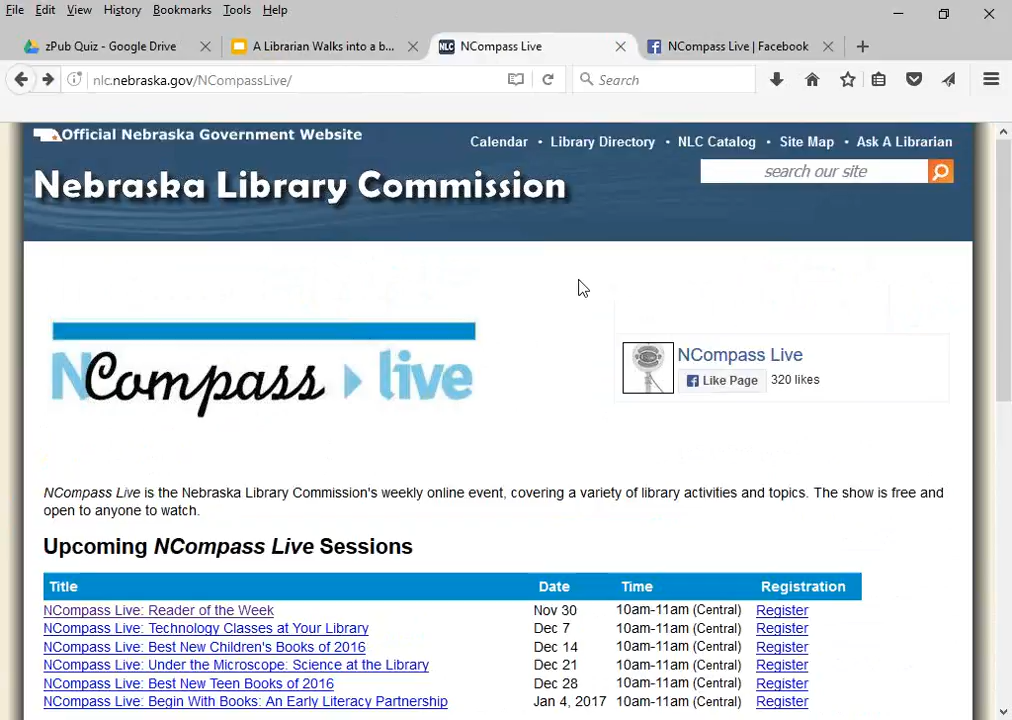 File Edit View History Bookmarks Tools Help
zPub Quiz - Google Drive A Librarian Walks into a b... NCompass Live NCompass Live | Facebook
nlc.nebraska.gov/NCompassLive/ Search
Official Nebraska Government Website
Calendar • Library Directory • NLC Catalog • Site Map • Ask A Librarian
Nebraska Library Commission
search our site
NCompass live
NCompass Live
Like Page 320 likes
NCompass Live is the Nebraska Library Commission's weekly online event, covering a variety of library activities and topics. The show is free and
open to anyone to watch.
Upcoming NCompass Live Sessions
Title Date Time Registration
NCompass Live: Reader of the Week Nov 30 10am-11am (Central) Register
NCompass Live: Technology Classes at Your Library Dec 7 10am-11am (Central) Register
NCompass Live: Best New Children's Books of 2016 Dec 14 10am-11am (Central) Register
NCompass Live: Under the Microscope: Science at the Library Dec 21 10am-11am (Central) Register
NCompass Live: Best New Teen Books of 2016 Dec 28 10am-11am (Central) Register
NCompass Live: Begin With Books: An Early Literacy Partnership Jan 4, 2017 10am-11am (Central) Register